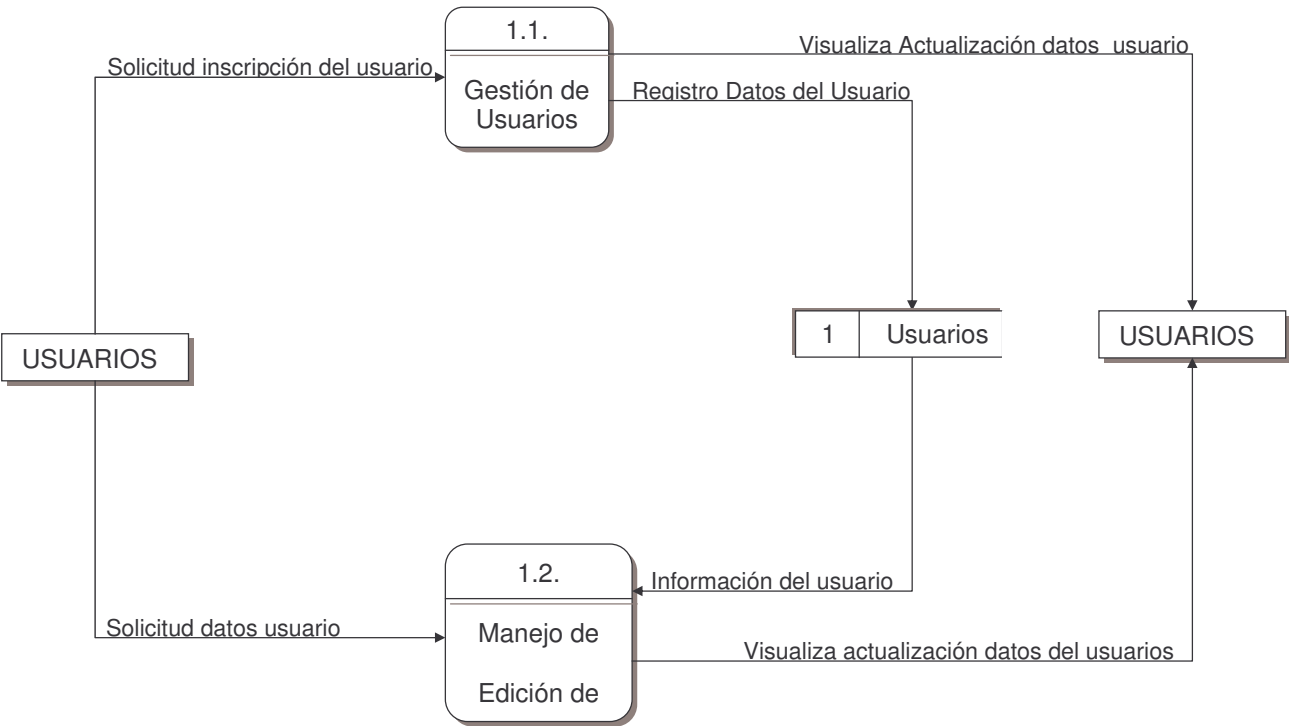 1.1.
Visualiza Actualización datos  usuario
Solicitud inscripción del usuario
Gestión de
Usuarios
Registro Datos del Usuario
1
Usuarios
USUARIOS
USUARIOS
1.2.
Información del usuario
Solicitud datos usuario
Manejo de
Visualiza actualización datos del usuarios
Edición de